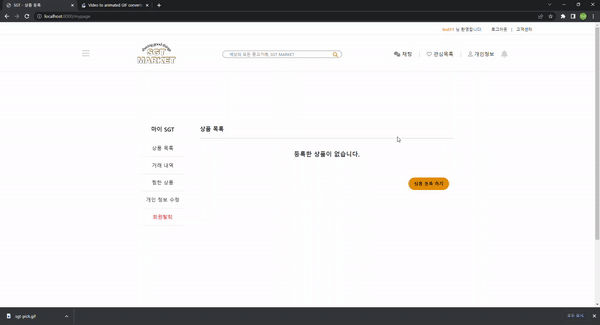 SGT - 상품 목록
Video to animated GIF conver
localhost:8080/mypage
test11 님 환영합니다.
로그아웃 | 고객센터
SGT
MARKET
세상의 모든 중고거래, SGT MARKET
채팅
관심목록
개인정보
마이 SGT
상품 목록
상품 목록
등록한 상품이 없습니다.
거래 내역
찜한 상품
상품 등록 하기
개인 정보 수정
회원탈퇴
sgt-pick.gif
모두 표시